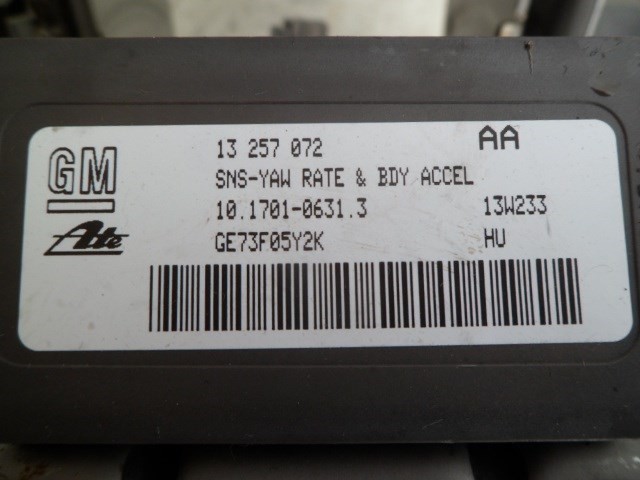 GM
Ate
13 257 072 AA
SNS-YAW RATE & BDY ACCEL
10.1701-0631.3 13W233
GE73F05Y2K HU